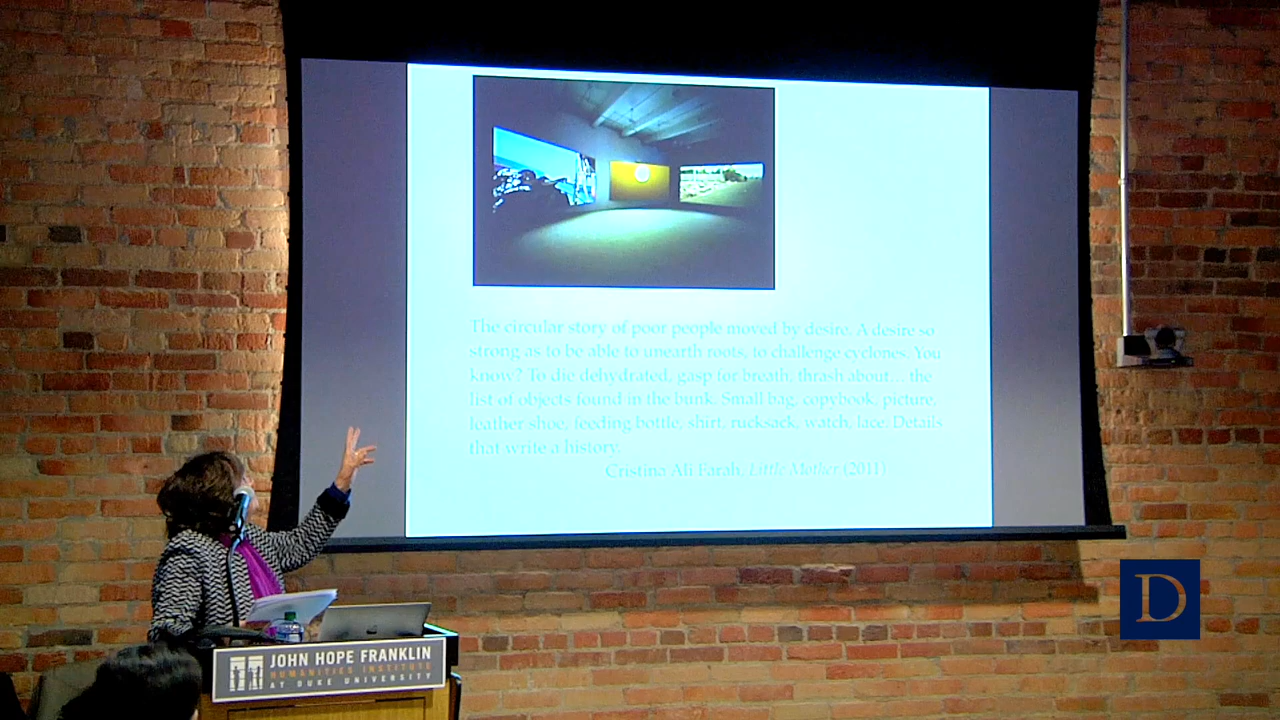 The circular story of poor people moved by desire. A desire so
strong as to be able to unearth roots, to challenge cyclones. You
know? To die dehydrated, gasp for breath, thrash about… the
list of objects found in the bunk. Small bag, copybook, picture,
leather shoe, feeding bottle, shirt, rucksack, watch, lace. Details
that write a history.
Cristina Ali Farah, Little Mother (2011)
D
JOHN HOPE FRANKLIN
HUMANITIES INSTITUTE
AT DUKE UNIVERSITY